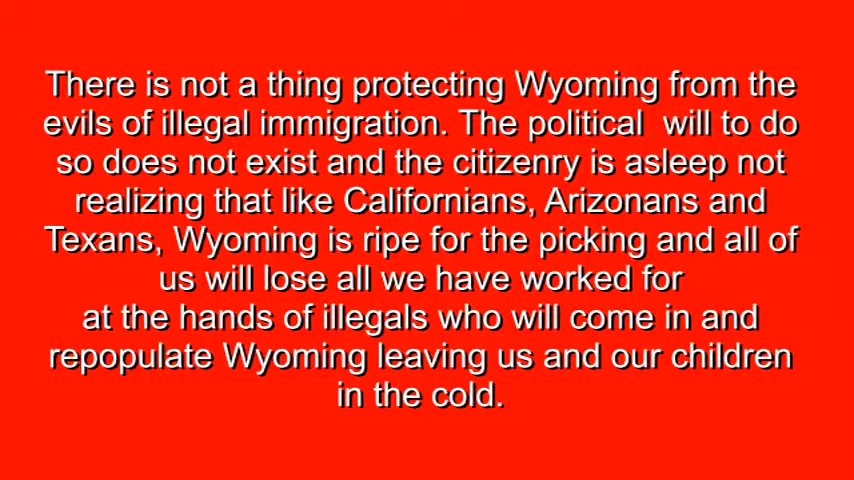 There is not a thing protecting Wyoming from the
evils of illegal immigration. The political  will to do
so does not exist and the citizenry is asleep not
realizing that like Californians, Arizonans and
Texans, Wyoming is ripe for the picking and all of
us will lose all we have worked for
at the hands of illegals who will come in and
repopulate Wyoming leaving us and our children
in the cold.